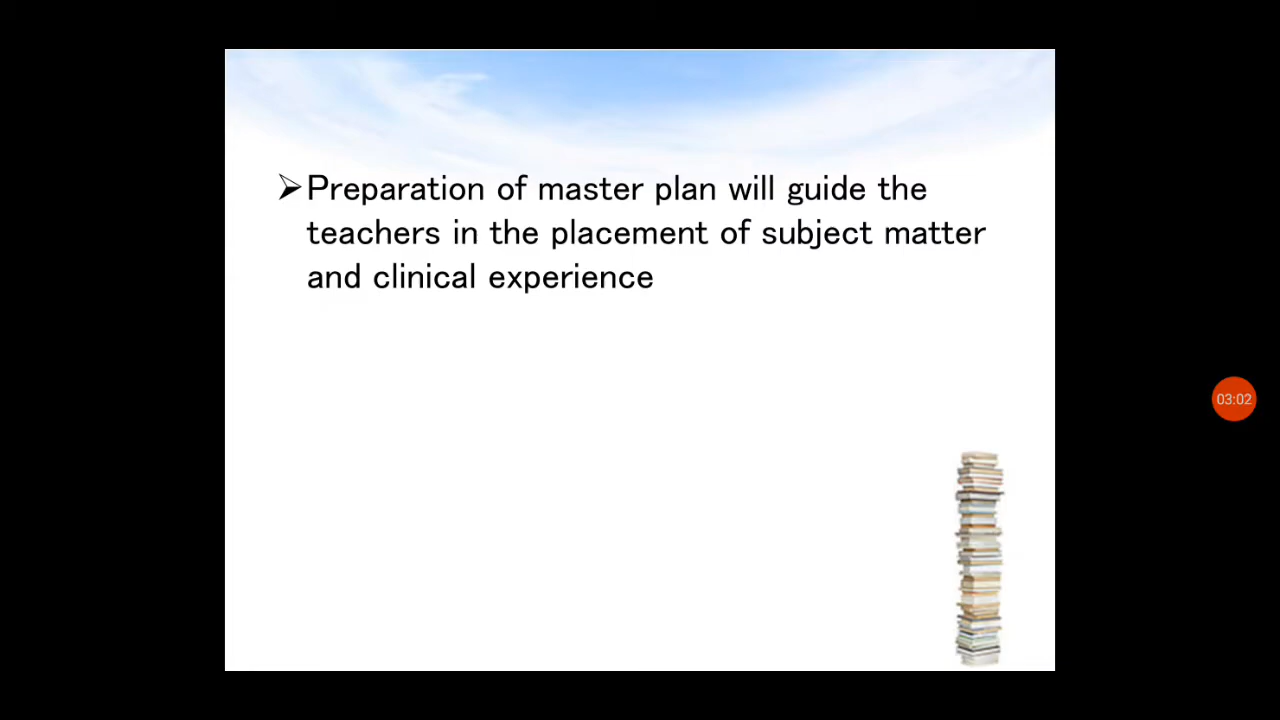 ➢Preparation of master plan will guide the
teachers in the placement of subject matter
and clinical experience
03:02